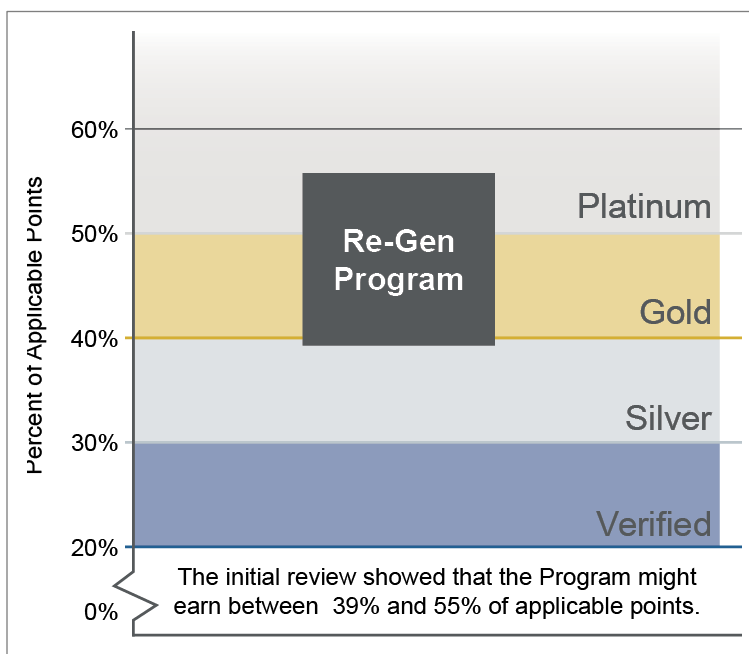 60%
Platinum
50%
Re-Gen
Program
Gold
40%
Silver
30%
Verified
20%
0%
Percent of Applicable Points
The initial review showed that the Program might
earn between 39% and 55% of applicable points.